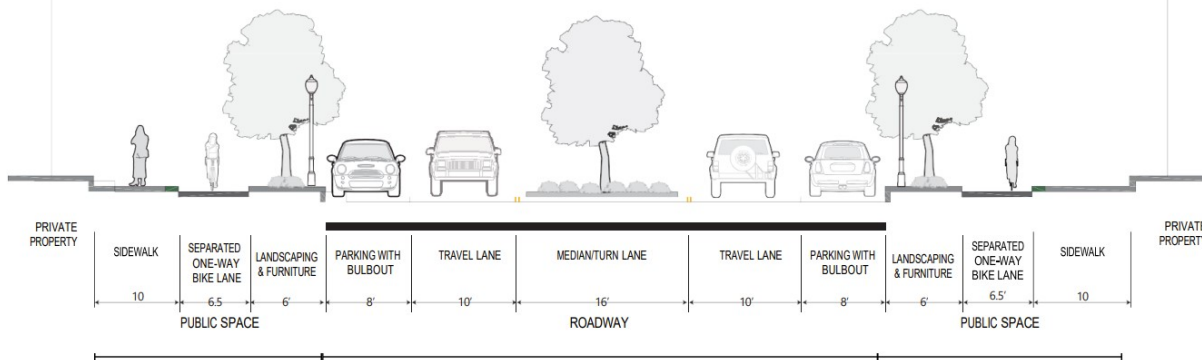 PRIVATE
PROPERTY
SIDEWALK
SEPARATED
ONE-WAY
BIKE LANE
LANDSCAPING
& FURNITURE
PARKING WITH
BULBOUT
TRAVEL LANE
MEDIAN/TURN LANE
TRAVEL LANE
PARKING WITH
BULBOUT
LANDSCAPING
& FURNITURE
SEPARATED
ONE-WAY
BIKE LANE
SIDEWALK
PRIVATE
PROPERTY
10 6.5 6' 8' 10' 16' 10' 8' 6' 6.5' 10
PUBLIC SPACE ROADWAY PUBLIC SPACE